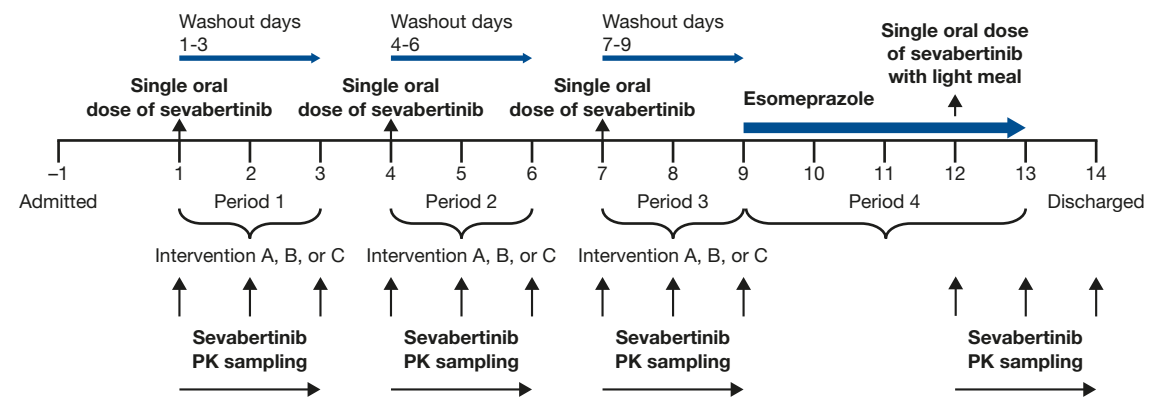 Washout days
1-3
Washout days
4-6
Washout days
7-9
Single oral dose
of sevabertinib
with light meal
Single oral
dose of sevabertinib
Single oral
dose of sevabertinib
Single oral
dose of sevabertinib
Esomeprazole
–1 1 2 3 4 5 6 7 8 9 10 11 12 13 14
Admitted Period 1 Period 2 Period 3 Period 4 Discharged
Intervention A, B, or C Intervention A, B, or C Intervention A, B, or C
Sevabertinib
PK sampling
Sevabertinib
PK sampling
Sevabertinib
PK sampling
Sevabertinib
PK sampling